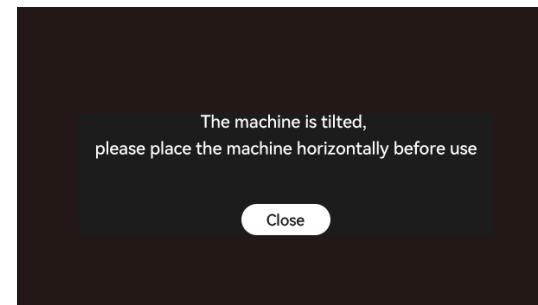 The machine is tilted,
please place the machine horizontally before use
Close